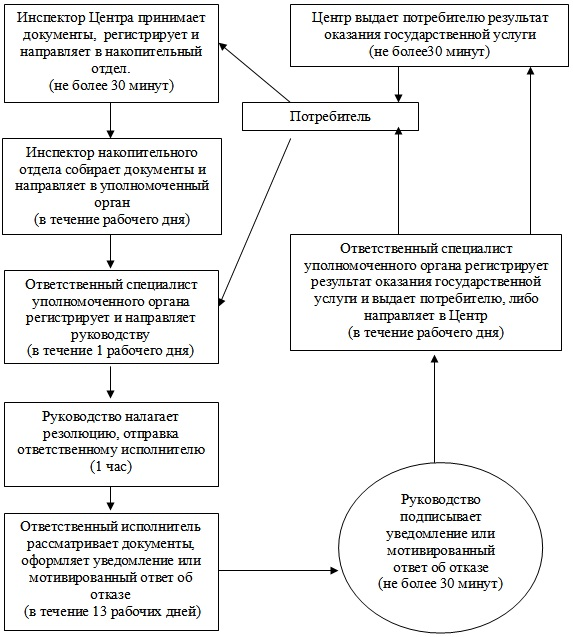 Инспектор Центра принимает
документы,  регистрирует и
направляет в накопительный
отдел.
(не более 30 минут)
Центр выдает потребителю результат
оказания государственной услуги
(не более30 минут)
Потребитель
Инспектор накопительного
отдела собирает документы и
направляет в уполномоченный
орган
(в течение рабочего дня)
Ответственный специалист
уполномоченного органа
регистрирует и направляет
руководству
(в течение 1 рабочего дня)
Ответственный специалист
уполномоченного органа регистрирует
результат оказания государственной
услуги и выдает потребителю, либо
направляет в Центр
(в течение рабочего дня)
Руководство налагает
резолюцию, отправка
ответственному исполнителю
(1 час)
Ответственный исполнитель
рассматривает документы,
оформляет уведомление или
мотивированный ответ об
отказе
(в течение 13 рабочих дней)
Руководство
подписывает
уведомление или
мотивированный
ответ об отказе
(не более 30 минут)